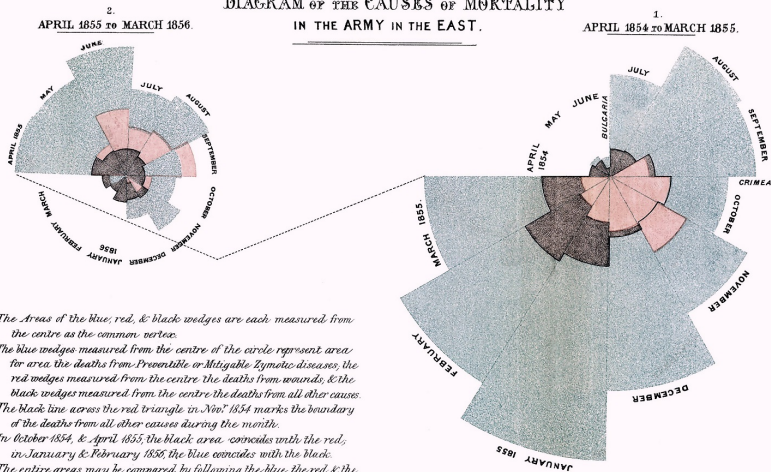 DIAGRAM OF THE CAUSES OF MORTALITY
IN THE ARMY IN THE EAST.
2.
APRIL 1855 TO MARCH 1856.
1.
APRIL 1854 TO MARCH 1855.
APRIL 1855
MAY
JUNE
JULY
AUGUST
SEPTEMBER
OCTOBER
NOVEMBER
DECEMBER
JANUARY
1856
FEBRUARY
MARCH
APRIL
1854
MAY
JUNE
BULGARIA
JULY
AUGUST
SEPTEMBER
CRIMEA
OCTOBER
NOVEMBER
DECEMBER
JANUARY 1855
FEBRUARY
MARCH 1855.
The Areas of the blue, red, & black wedges are each measured from
the centre as the common vertex.
The blue wedges measured from the centre of the circle represent area
for area the deaths from Preventible or Mitigable Zymotic diseases; the
red wedges measured from the centre the deaths from wounds; & the
black wedges measured from the centre the deaths from all other causes.
The black line across the red triangle in Nov.r 1854 marks the boundary
of the deaths from all other causes during the month.
In October 1854, & April 1855, the black area coincides with the red;
in January & February 1856, the blue coincides with the black.
The entire areas may be compared by following the blue, the red & the